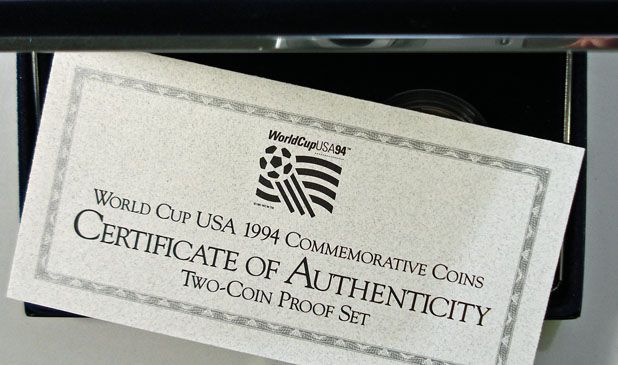 WorldCupUSA94™
World Cup USA 1994 Commemorative Coins
Certificate of Authenticity
Two-Coin Proof Set